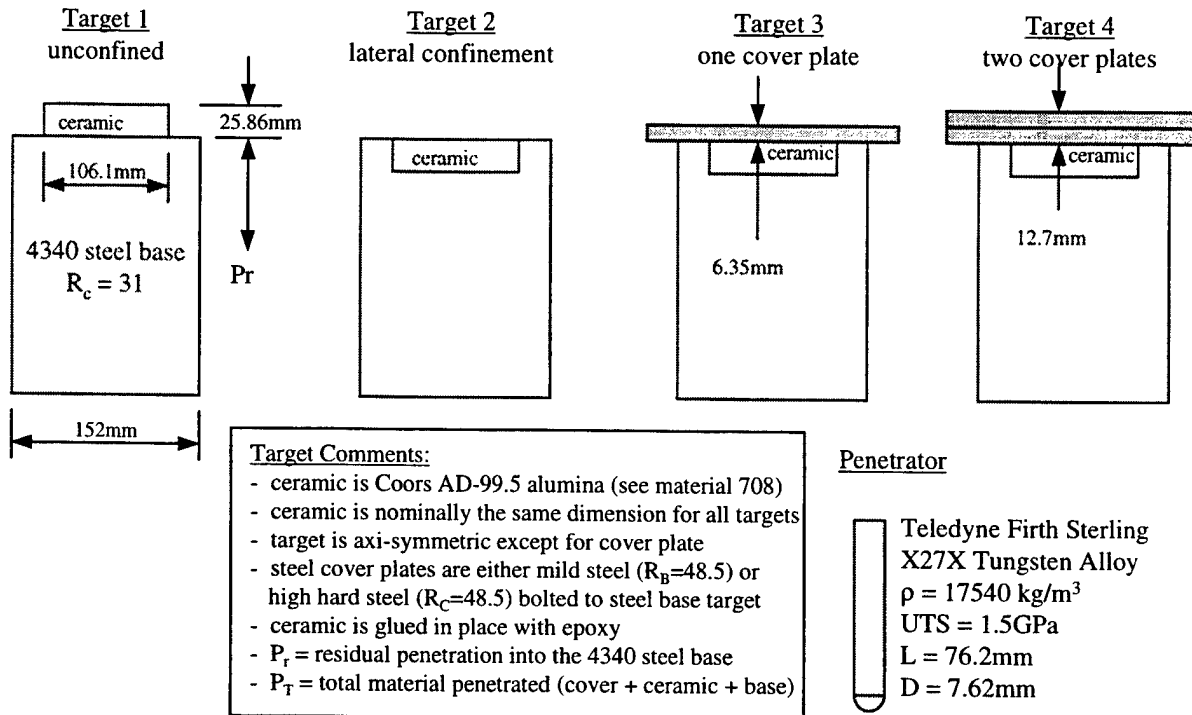 Target 1
unconfined
ceramic
25.86mm
106.1mm
4340 steel base
R_c = 31
Pr
152mm
Target 2
lateral confinement
ceramic
Target 3
one cover plate
ceramic
6.35mm
Target 4
two cover plates
ceramic
12.7mm
Target Comments:
- ceramic is Coors AD-99.5 alumina (see material 708)
- ceramic is nominally the same dimension for all targets
- target is axi-symmetric except for cover plate
- steel cover plates are either mild steel (R_B=48.5) or
high hard steel (R_C=48.5) bolted to steel base target
- ceramic is glued in place with epoxy
- P_r = residual penetration into the 4340 steel base
- P_T = total material penetrated (cover + ceramic + base)
Penetrator
Teledyne Firth Sterling
X27X Tungsten Alloy
ρ = 17540 kg/m³
UTS = 1.5GPa
L = 76.2mm
D = 7.62mm